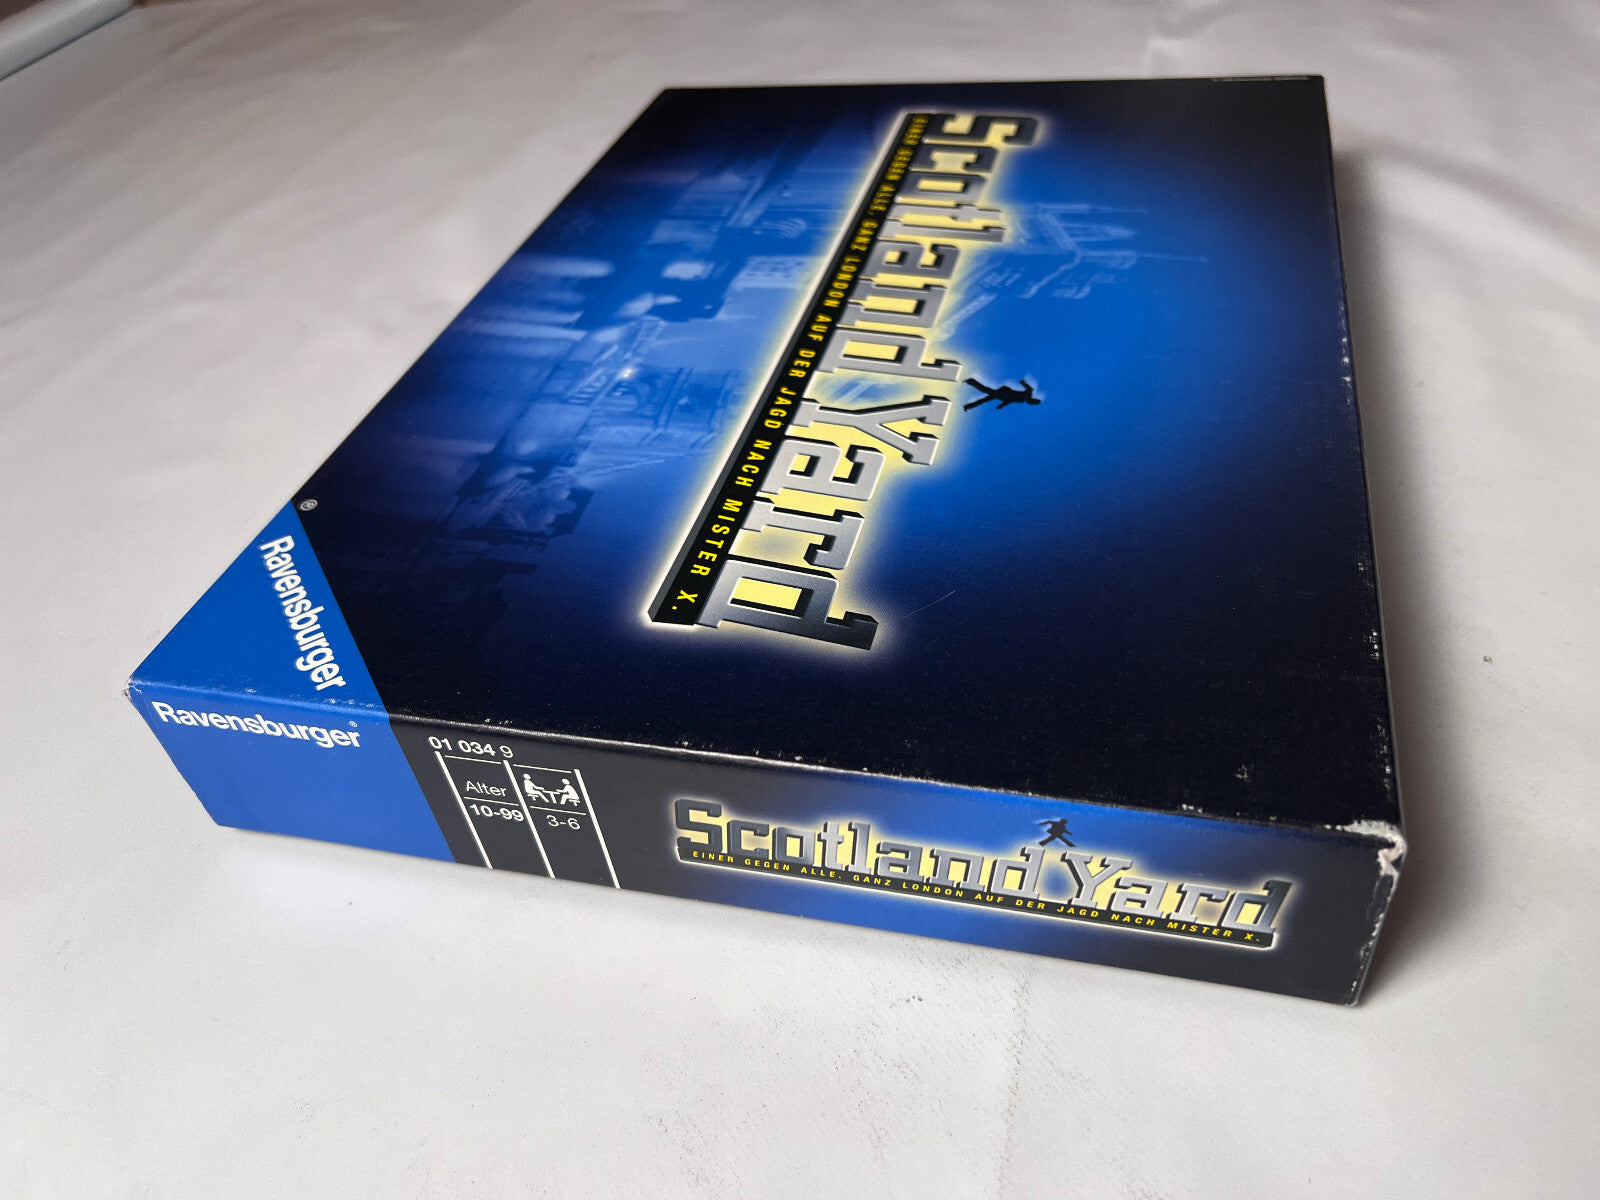 Scotland Yard
EINER GEGEN ALLE. GANZ LONDON AUF DER JAGD NACH MISTER X.
Ravensburger®
Ravensburger®
01 034 9
Alter
10-99
3-6
Scotland Yard
EINER GEGEN ALLE. GANZ LONDON AUF DER JAGD NACH MISTER X.